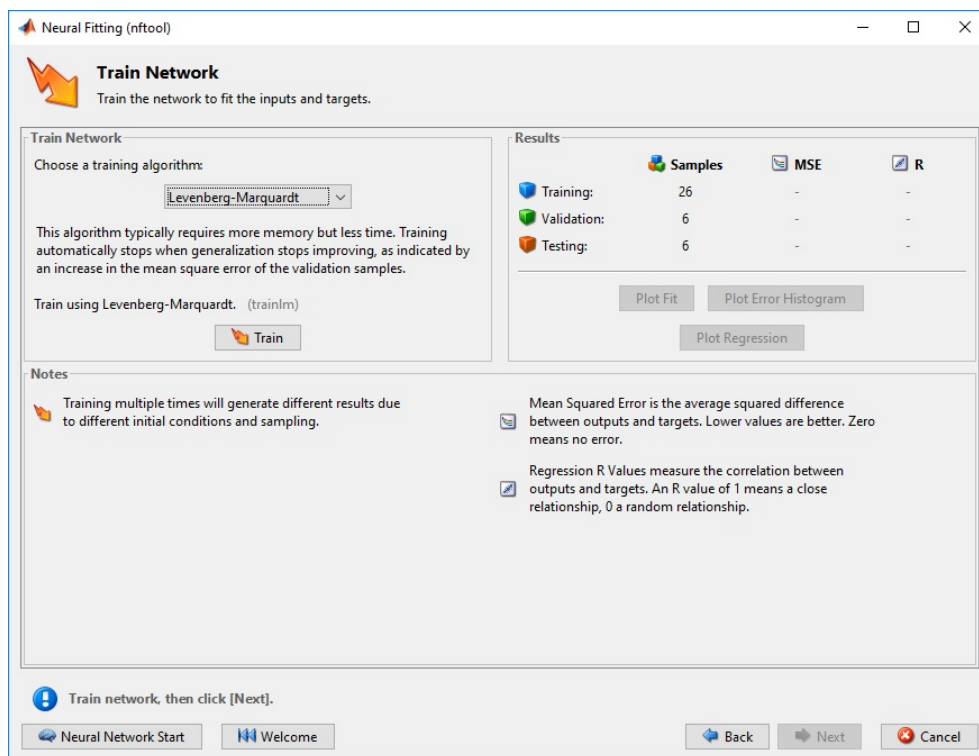 Neural Fitting (nftool)
Train Network
Train the network to fit the inputs and targets.
Train Network
Choose a training algorithm:
Levenberg-Marquardt
This algorithm typically requires more memory but less time. Training
automatically stops when generalization stops improving, as indicated by
an increase in the mean square error of the validation samples.
Train using Levenberg-Marquardt. (trainlm)
Train
Results
Samples MSE R
Training: 26 - -
Validation: 6 - -
Testing: 6 - -
Plot Fit Plot Error Histogram
Plot Regression
Notes
Training multiple times will generate different results due
to different initial conditions and sampling.
Mean Squared Error is the average squared difference
between outputs and targets. Lower values are better. Zero
means no error.
Regression R Values measure the correlation between
outputs and targets. An R value of 1 means a close
relationship, 0 a random relationship.
Train network, then click [Next].
Neural Network Start Welcome Back Next Cancel